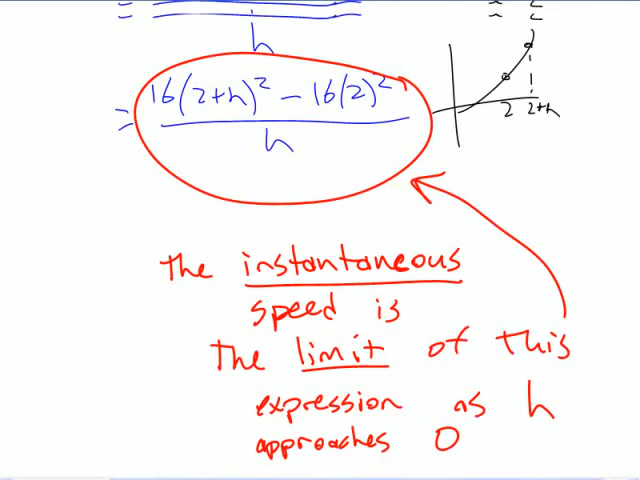 h
= 16(2+h)² - 16(2)²
h
2 2+h
The instantaneous
speed is
The limit of this
expression as h
approaches 0